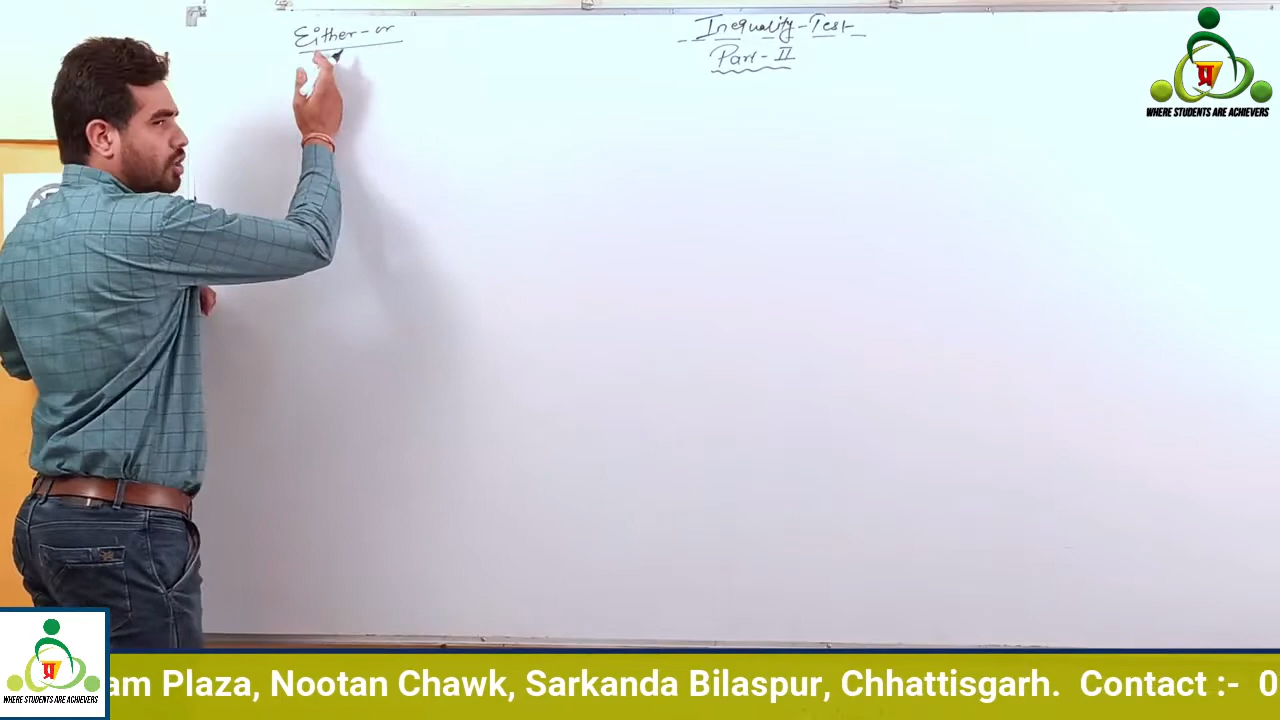 Either-or
Inequality-Test
Part-II
प्र
WHERE STUDENTS ARE ACHIEVERS
प्र
WHERE STUDENTS ARE ACHIEVERS
am Plaza, Nootan Chawk, Sarkanda Bilaspur, Chhattisgarh. Contact :- 0